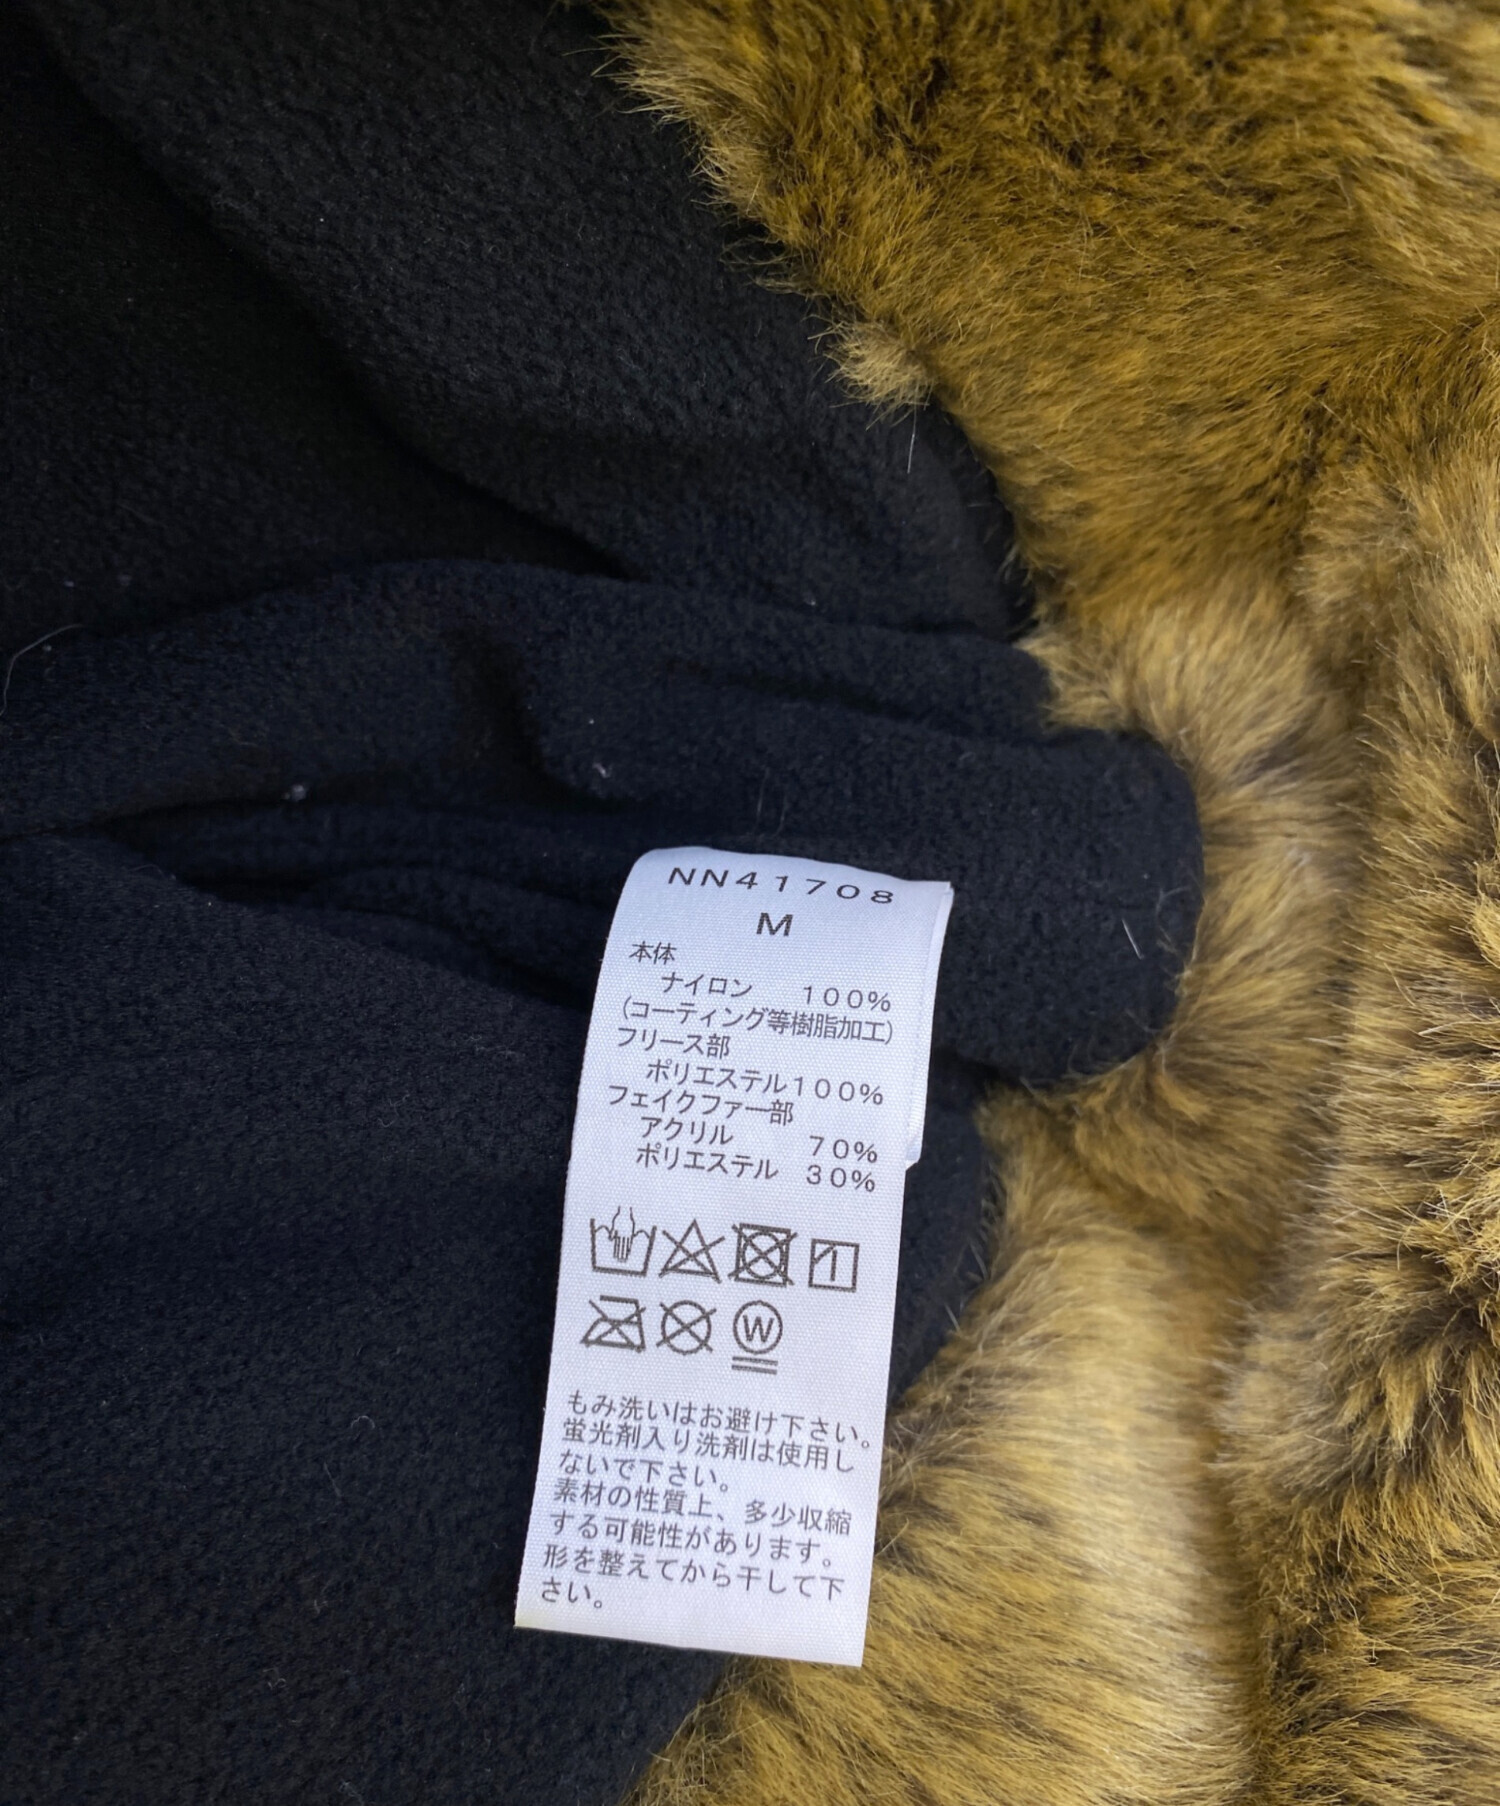 NN41708
M
本体
ナイロン 100%
(コーティング等樹脂加工)
フリース部
ポリエステル100%
フェイクファー部
アクリル 70%
ポリエステル 30%
1
W
もみ洗いはお避け下さい。
蛍光剤入り洗剤は使用し
ないで下さい。
素材の性質上、多少収縮
する可能性があります。
形を整えてから干して下
さい。